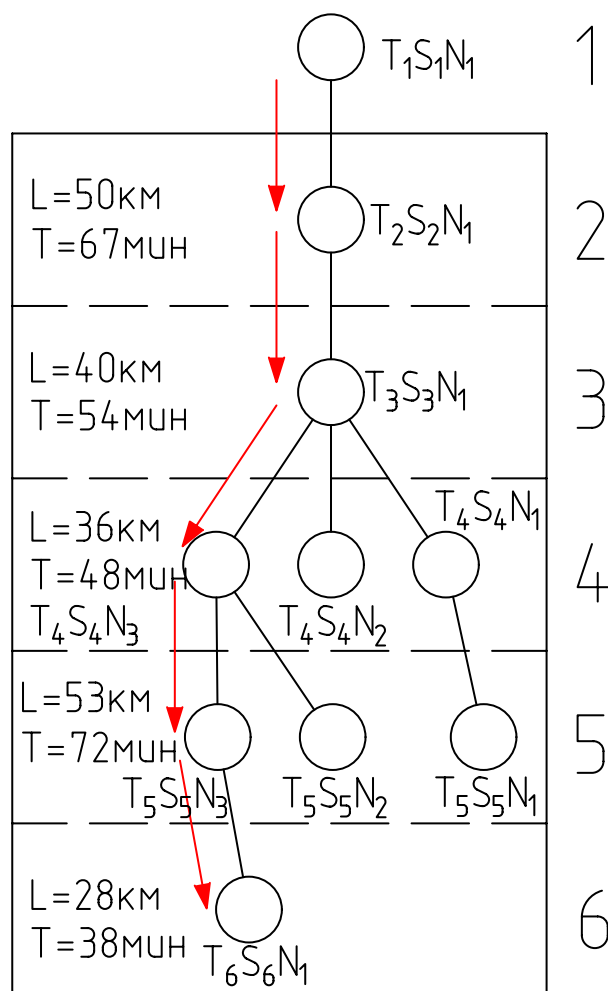 T₁S₁N₁
1
L=50км
T=67мин
T₂S₂N₁
2
L=40км
T=54мин
T₃S₃N₁
3
T₄S₄N₁
L=36км
T=48мин
T₄S₄N₃
T₄S₄N₂
4
L=53км
T=72мин
T₅S₅N₃
T₅S₅N₂
T₅S₅N₁
5
L=28км
T=38мин
T₆S₆N₁
6